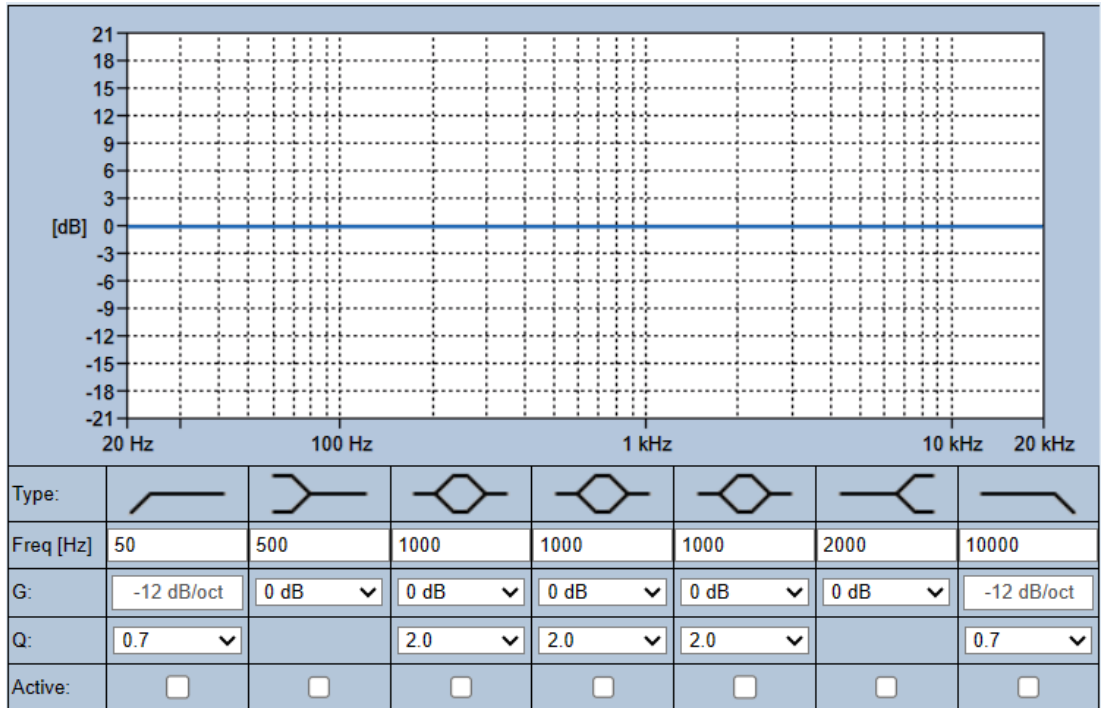 21
18
15
12
9
6
3
[dB] 0
-3
-6
-9
-12
-15
-18
-21
20 Hz 100 Hz 1 kHz 10 kHz 20 kHz
Type:
Freq [Hz] 50 500 1000 1000 1000 2000 10000
G: -12 dB/oct 0 dB 0 dB 0 dB 0 dB 0 dB -12 dB/oct
Q: 0.7 2.0 2.0 2.0 0.7
Active: